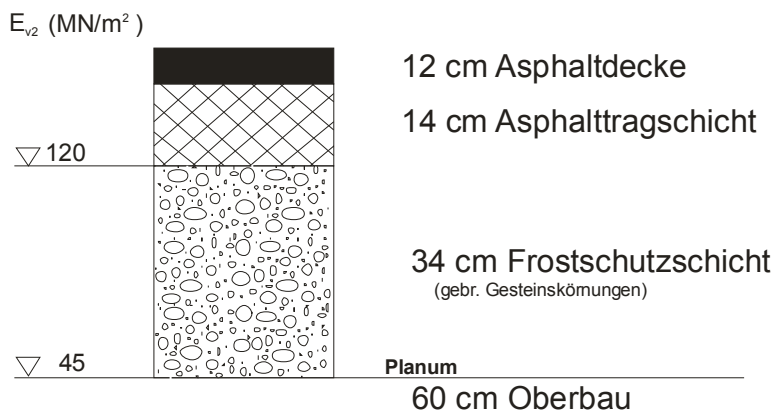 Ev2 (MN/m²)
12 cm Asphaltdecke
14 cm Asphalttragschicht
120
34 cm Frostschutzschicht
(gebr. Gesteinskörnungen)
45
Planum
60 cm Oberbau